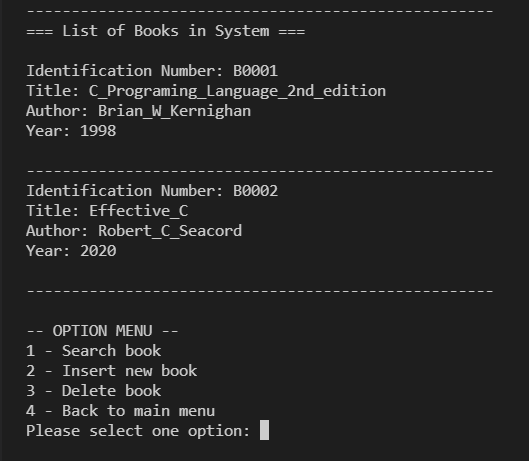 ----------------------------------------------------
=== List of Books in System ===
Identification Number: B0001
Title: C_Programing_Language_2nd_edition
Author: Brian_W_Kernighan
Year: 1998
----------------------------------------------------
Identification Number: B0002
Title: Effective_C
Author: Robert_C_Seacord
Year: 2020
----------------------------------------------------
-- OPTION MENU --
1 - Search book
2 - Insert new book
3 - Delete book
4 - Back to main menu
Please select one option: